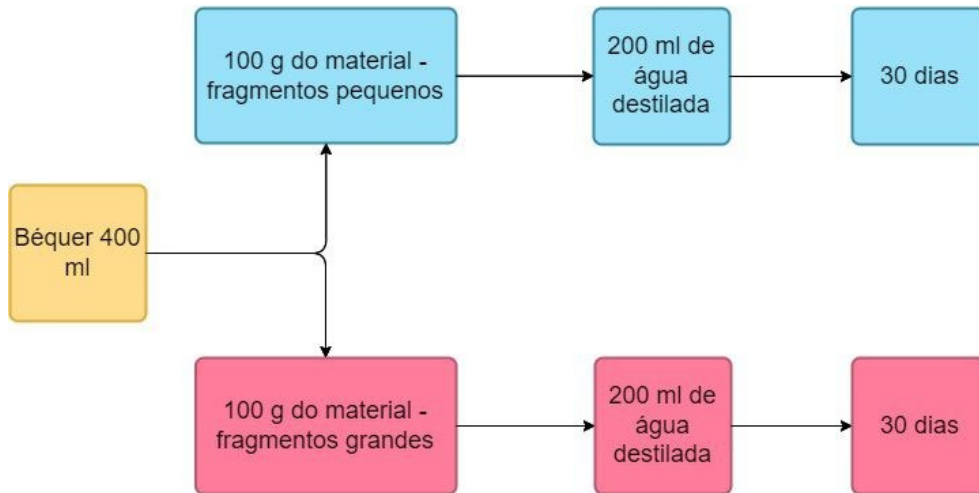 100 g do material -
fragmentos pequenos
200 ml de
água
destilada
30 dias
Béquer 400
ml
100 g do material -
fragmentos grandes
200 ml de
água
destilada
30 dias